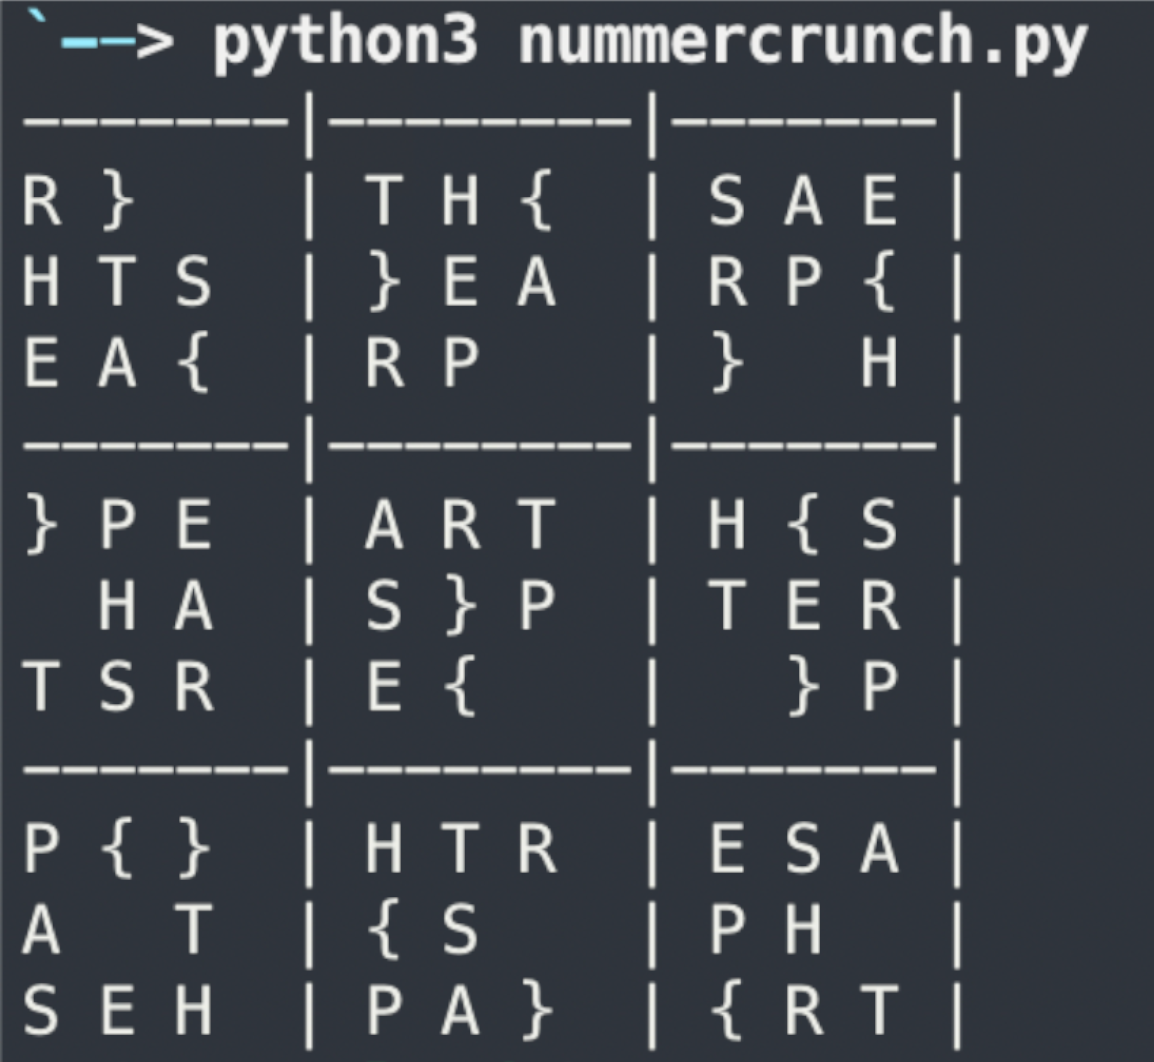 `--> python3 nummercrunch.py
-------|--------|-------|
R }    | T H { | S A E |
H T S  | } E A | R P { |
E A {  | R P   | }   H |
-------|--------|-------|
} P E  | A R T | H { S |
  H A  | S } P | T E R |
T S R  | E {   |   } P |
-------|--------|-------|
P { }  | H T R | E S A |
A   T  | { S   | P H   |
S E H  | P A } | { R T |